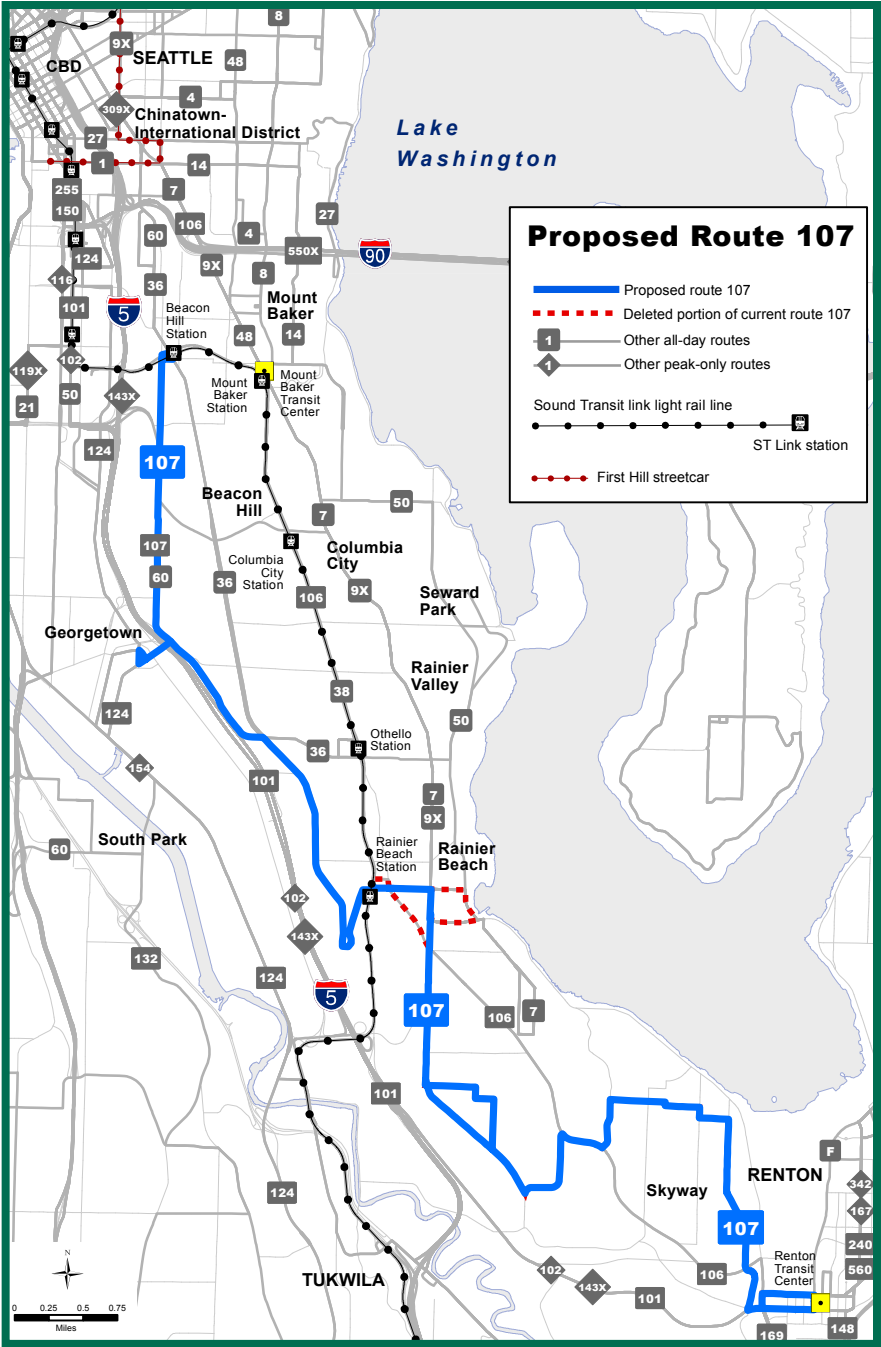 8
9X
SEATTLE
48
CBD
4
309X
Chinatown-
International District
27
1
14
Lake
Washington
255
7
150
106
27
60
4
124
9X
550X
90
116
36
8
101
5
Beacon
Hill
Station
Mount
Baker
48
14
102
119X
143X
50
21
Mount
Baker
Station
Mount
Baker
Transit
Center
124
107
Proposed Route 107
Proposed route 107
Deleted portion of current route 107
1
Other all-day routes
1
Other peak-only routes
Sound Transit link light rail line
ST Link station
First Hill streetcar
Beacon
Hill
50
7
107
Columbia
City
Station
Columbia
City
60
36
106
9X
Seward
Park
Georgetown
Rainier
Valley
38
124
50
Othello
Station
36
154
101
7
9X
South Park
60
Rainier
Beach
Station
Rainier
Beach
102
143X
132
124
5
107
106
7
101
124
F
Skyway
RENTON
342
167
107
240
Renton
Transit
Center
560
N
TUKWILA
102
143X
106
101
0 0.25 0.5 0.75
Miles
169
148